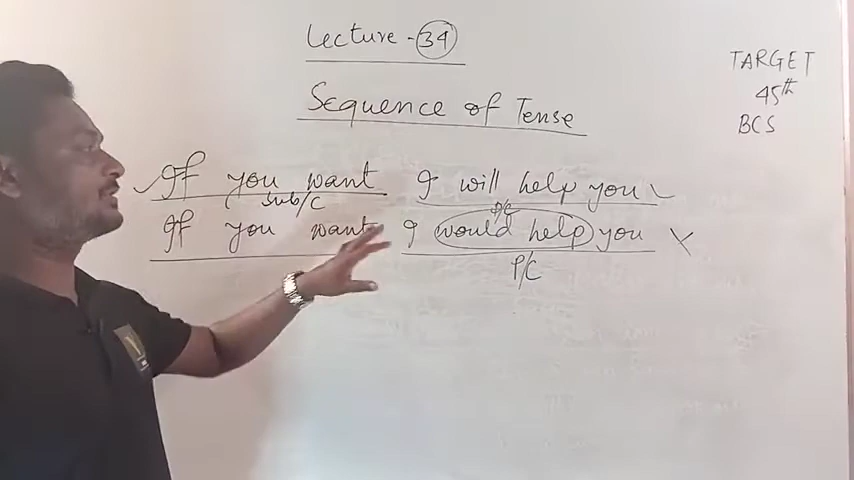 Lecture - 34
Sequence of Tense
TARGET
45th
BCS
If you want I will help you
Sub/C P/C
If you want I would help you
P/C